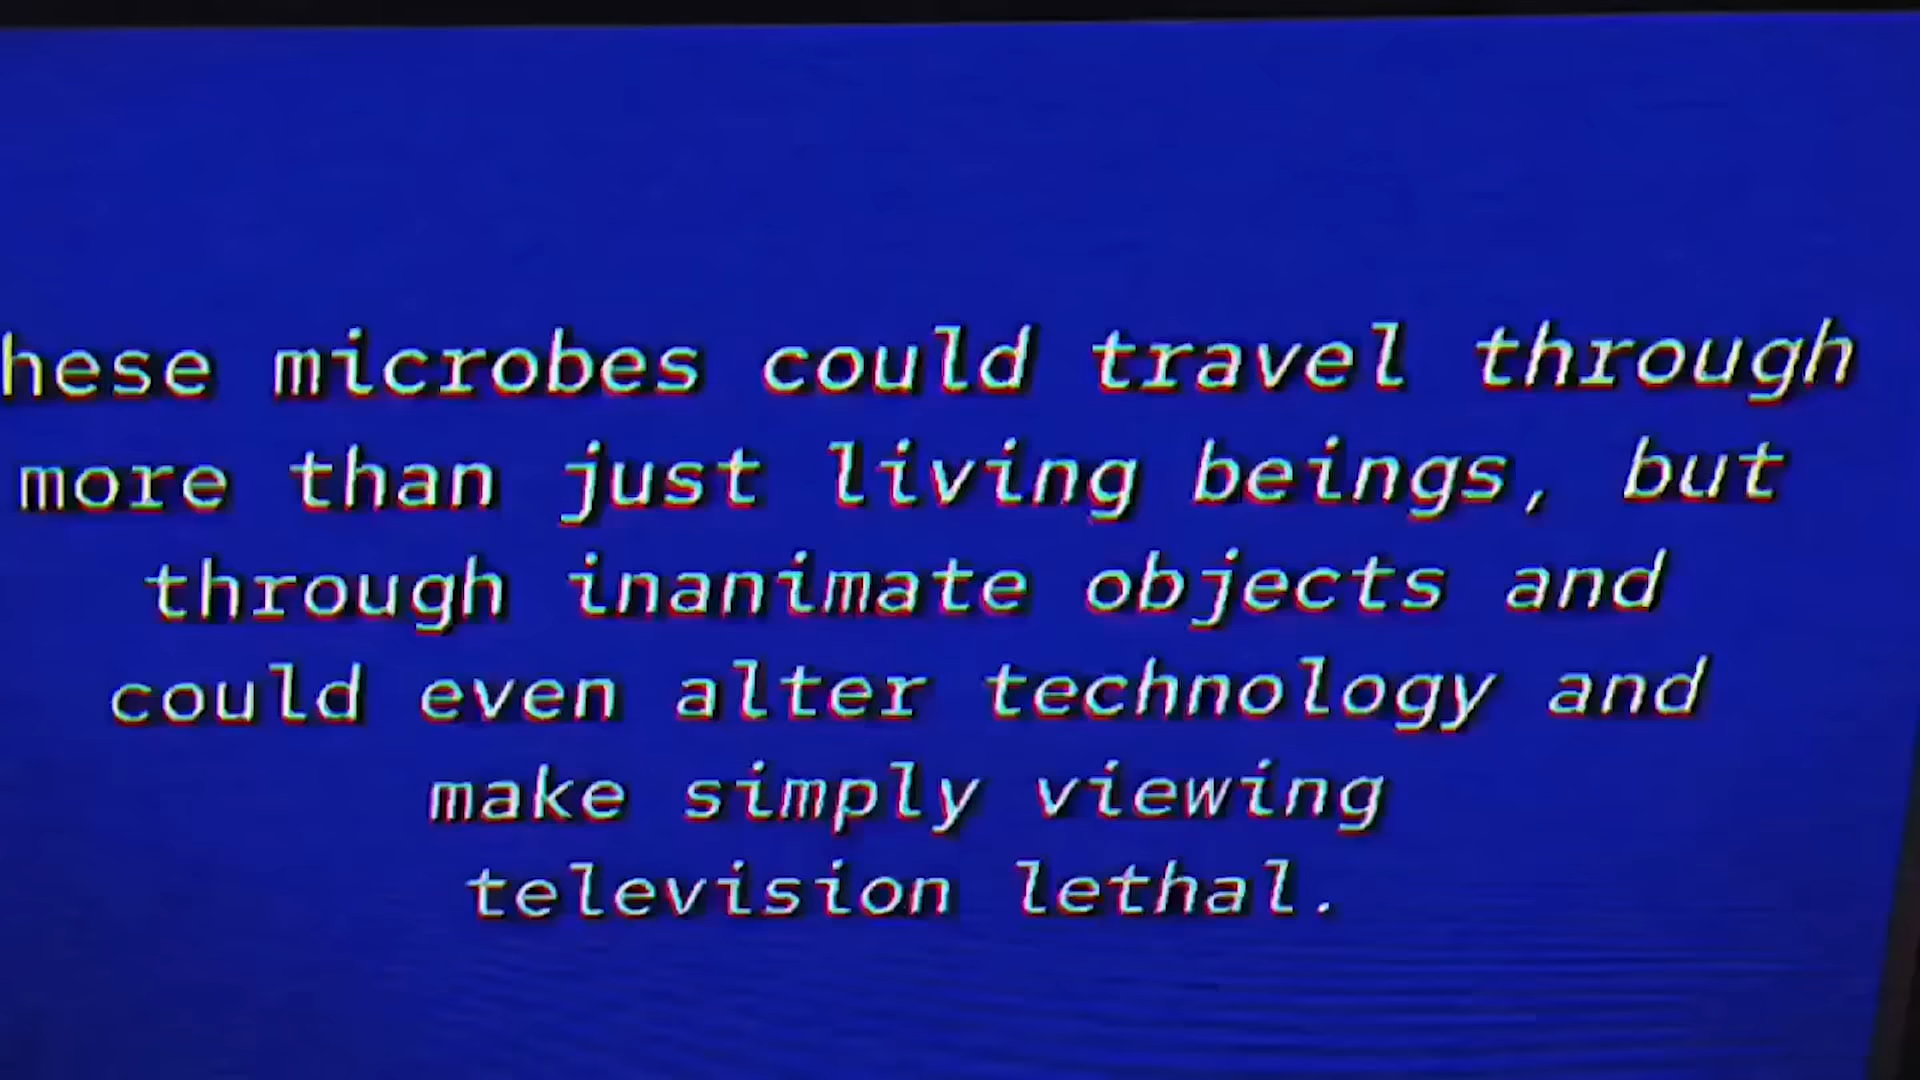 hese microbes could travel through
more than just living beings, but
through inanimate objects and
could even alter technology and
make simply viewing
television lethal.